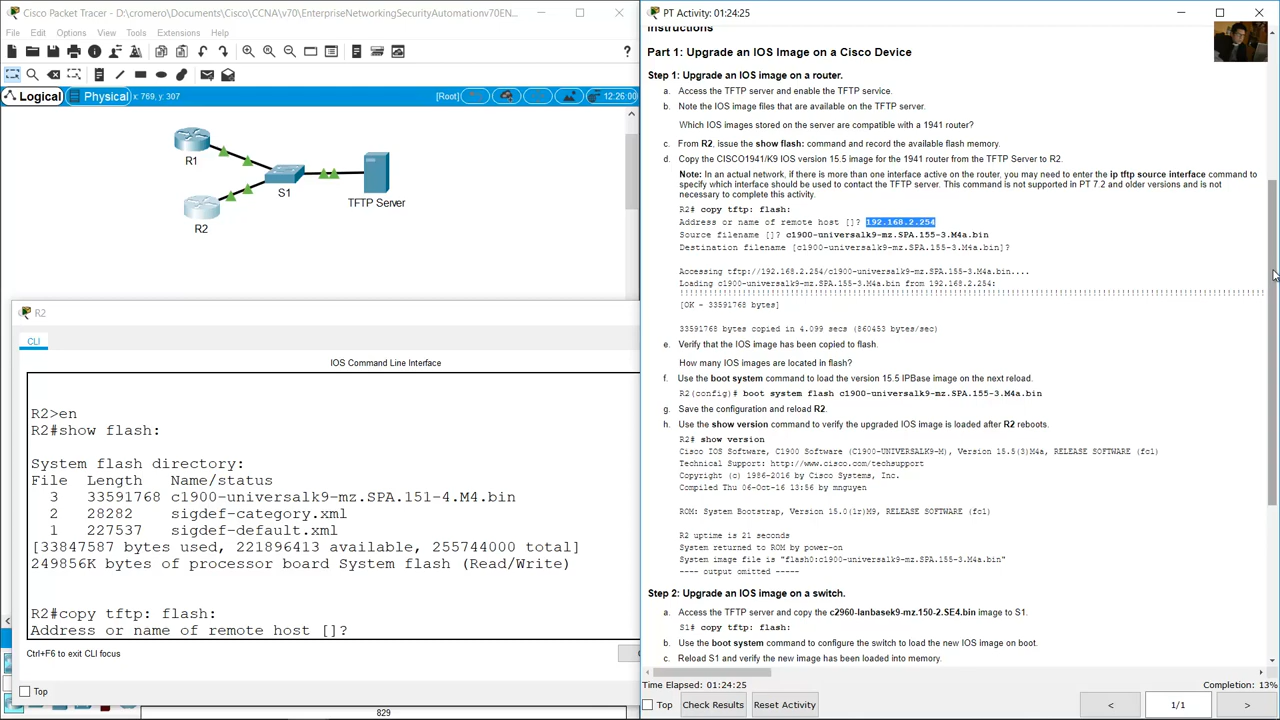 Cisco Packet Tracer - C:\Users\cromero\Documents\Cisco\CCNA\v70\EnterpriseNetworkingSecurityAutomationv70EN...
File Edit Options View Tools Extensions Help
?
Logical Physical x: 769, y: 307 [Root] 12:26:00
R1
S1
TFTP Server
R2
R2
CLI
IOS Command Line Interface
R2>en
R2#show flash:
System flash directory:
File Length Name/status
3 33591768 c1900-universalk9-mz.SPA.151-4.M4.bin
2 28282 sigdef-category.xml
1 227537 sigdef-default.xml
[33847587 bytes used, 221896413 available, 255744000 total]
249856K bytes of processor board System flash (Read/Write)
R2#copy tftp: flash:
Address or name of remote host []?
Ctrl+F6 to exit CLI focus
Top
829
PT Activity: 01:24:25
Instructions
Part 1: Upgrade an IOS Image on a Cisco Device
Step 1: Upgrade an IOS image on a router.
a. Access the TFTP server and enable the TFTP service.
b. Note the IOS image files that are available on the TFTP server.
Which IOS images stored on the server are compatible with a 1941 router?
c. From R2, issue the show flash: command and record the available flash memory.
d. Copy the CISCO1941/K9 IOS version 15.5 image for the 1941 router from the TFTP Server to R2.
Note: In an actual network, if there is more than one interface active on the router, you may need to enter the ip tftp source interface command to
specify which interface should be used to contact the TFTP server. This command is not supported in PT 7.2 and older versions and is not
necessary to complete this activity.
R2# copy tftp: flash:
Address or name of remote host []? 192.168.2.254
Source filename []? c1900-universalk9-mz.SPA.155-3.M4a.bin
Destination filename [c1900-universalk9-mz.SPA.155-3.M4a.bin]?
Accessing tftp://192.168.2.254/c1900-universalk9-mz.SPA.155-3.M4a.bin....
Loading c1900-universalk9-mz.SPA.155-3.M4a.bin from 192.168.2.254:
[OK - 33591768 bytes]
33591768 bytes copied in 4.099 secs (860453 bytes/sec)
e. Verify that the IOS image has been copied to flash.
How many IOS images are located in flash?
f. Use the boot system command to load the version 15.5 IPBase image on the next reload.
R2(config)# boot system flash c1900-universalk9-mz.SPA.155-3.M4a.bin
g. Save the configuration and reload R2.
h. Use the show version command to verify the upgraded IOS image is loaded after R2 reboots.
R2# show version
Cisco IOS Software, C1900 Software (C1900-UNIVERSALK9-M), Version 15.5(3)M4a, RELEASE SOFTWARE (fc1)
Technical Support: http://www.cisco.com/techsupport
Copyright (c) 1986-2016 by Cisco Systems, Inc.
Compiled Thu 06-Oct-16 13:56 by mnguyen
ROM: System Bootstrap, Version 15.0(1r)M9, RELEASE SOFTWARE (fc1)
R2 uptime is 21 seconds
System returned to ROM by power-on
System image file is "flash0:c1900-universalk9-mz.SPA.155-3.M4a.bin"
---- output omitted -----
Step 2: Upgrade an IOS image on a switch.
a. Access the TFTP server and copy the c2960-lanbasek9-mz.150-2.SE4.bin image to S1.
S1# copy tftp: flash:
b. Use the boot system command to configure the switch to load the new IOS image on boot.
c. Reload S1 and verify the new image has been loaded into memory.
Time Elapsed: 01:24:25 Completion: 13%
Top Check Results Reset Activity < 1/1 >